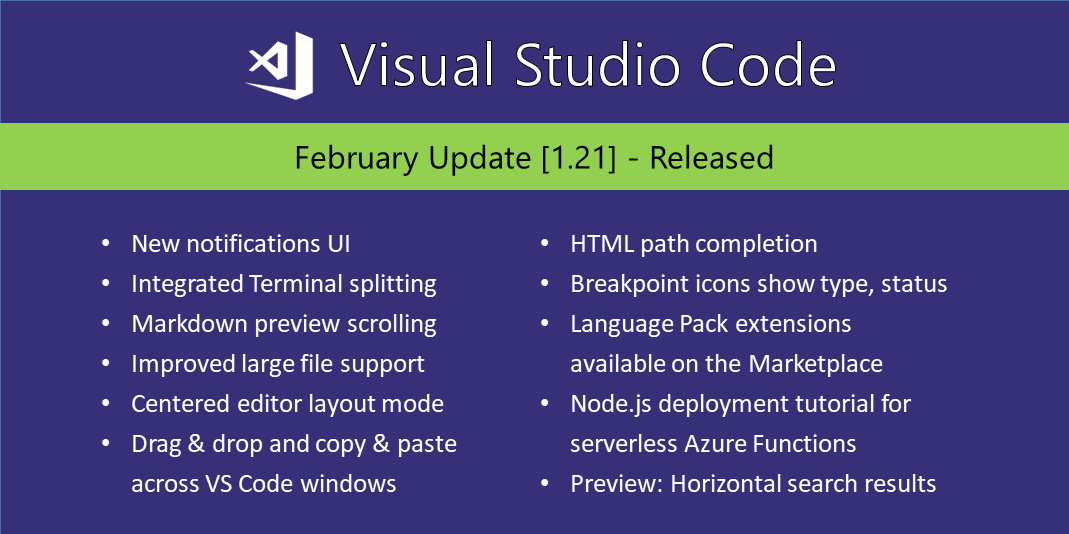 Visual Studio Code
February Update [1.21] - Released
• New notifications UI
• Integrated Terminal splitting
• Markdown preview scrolling
• Improved large file support
• Centered editor layout mode
• Drag & drop and copy & paste
across VS Code windows
• HTML path completion
• Breakpoint icons show type, status
• Language Pack extensions
available on the Marketplace
• Node.js deployment tutorial for
serverless Azure Functions
• Preview: Horizontal search results